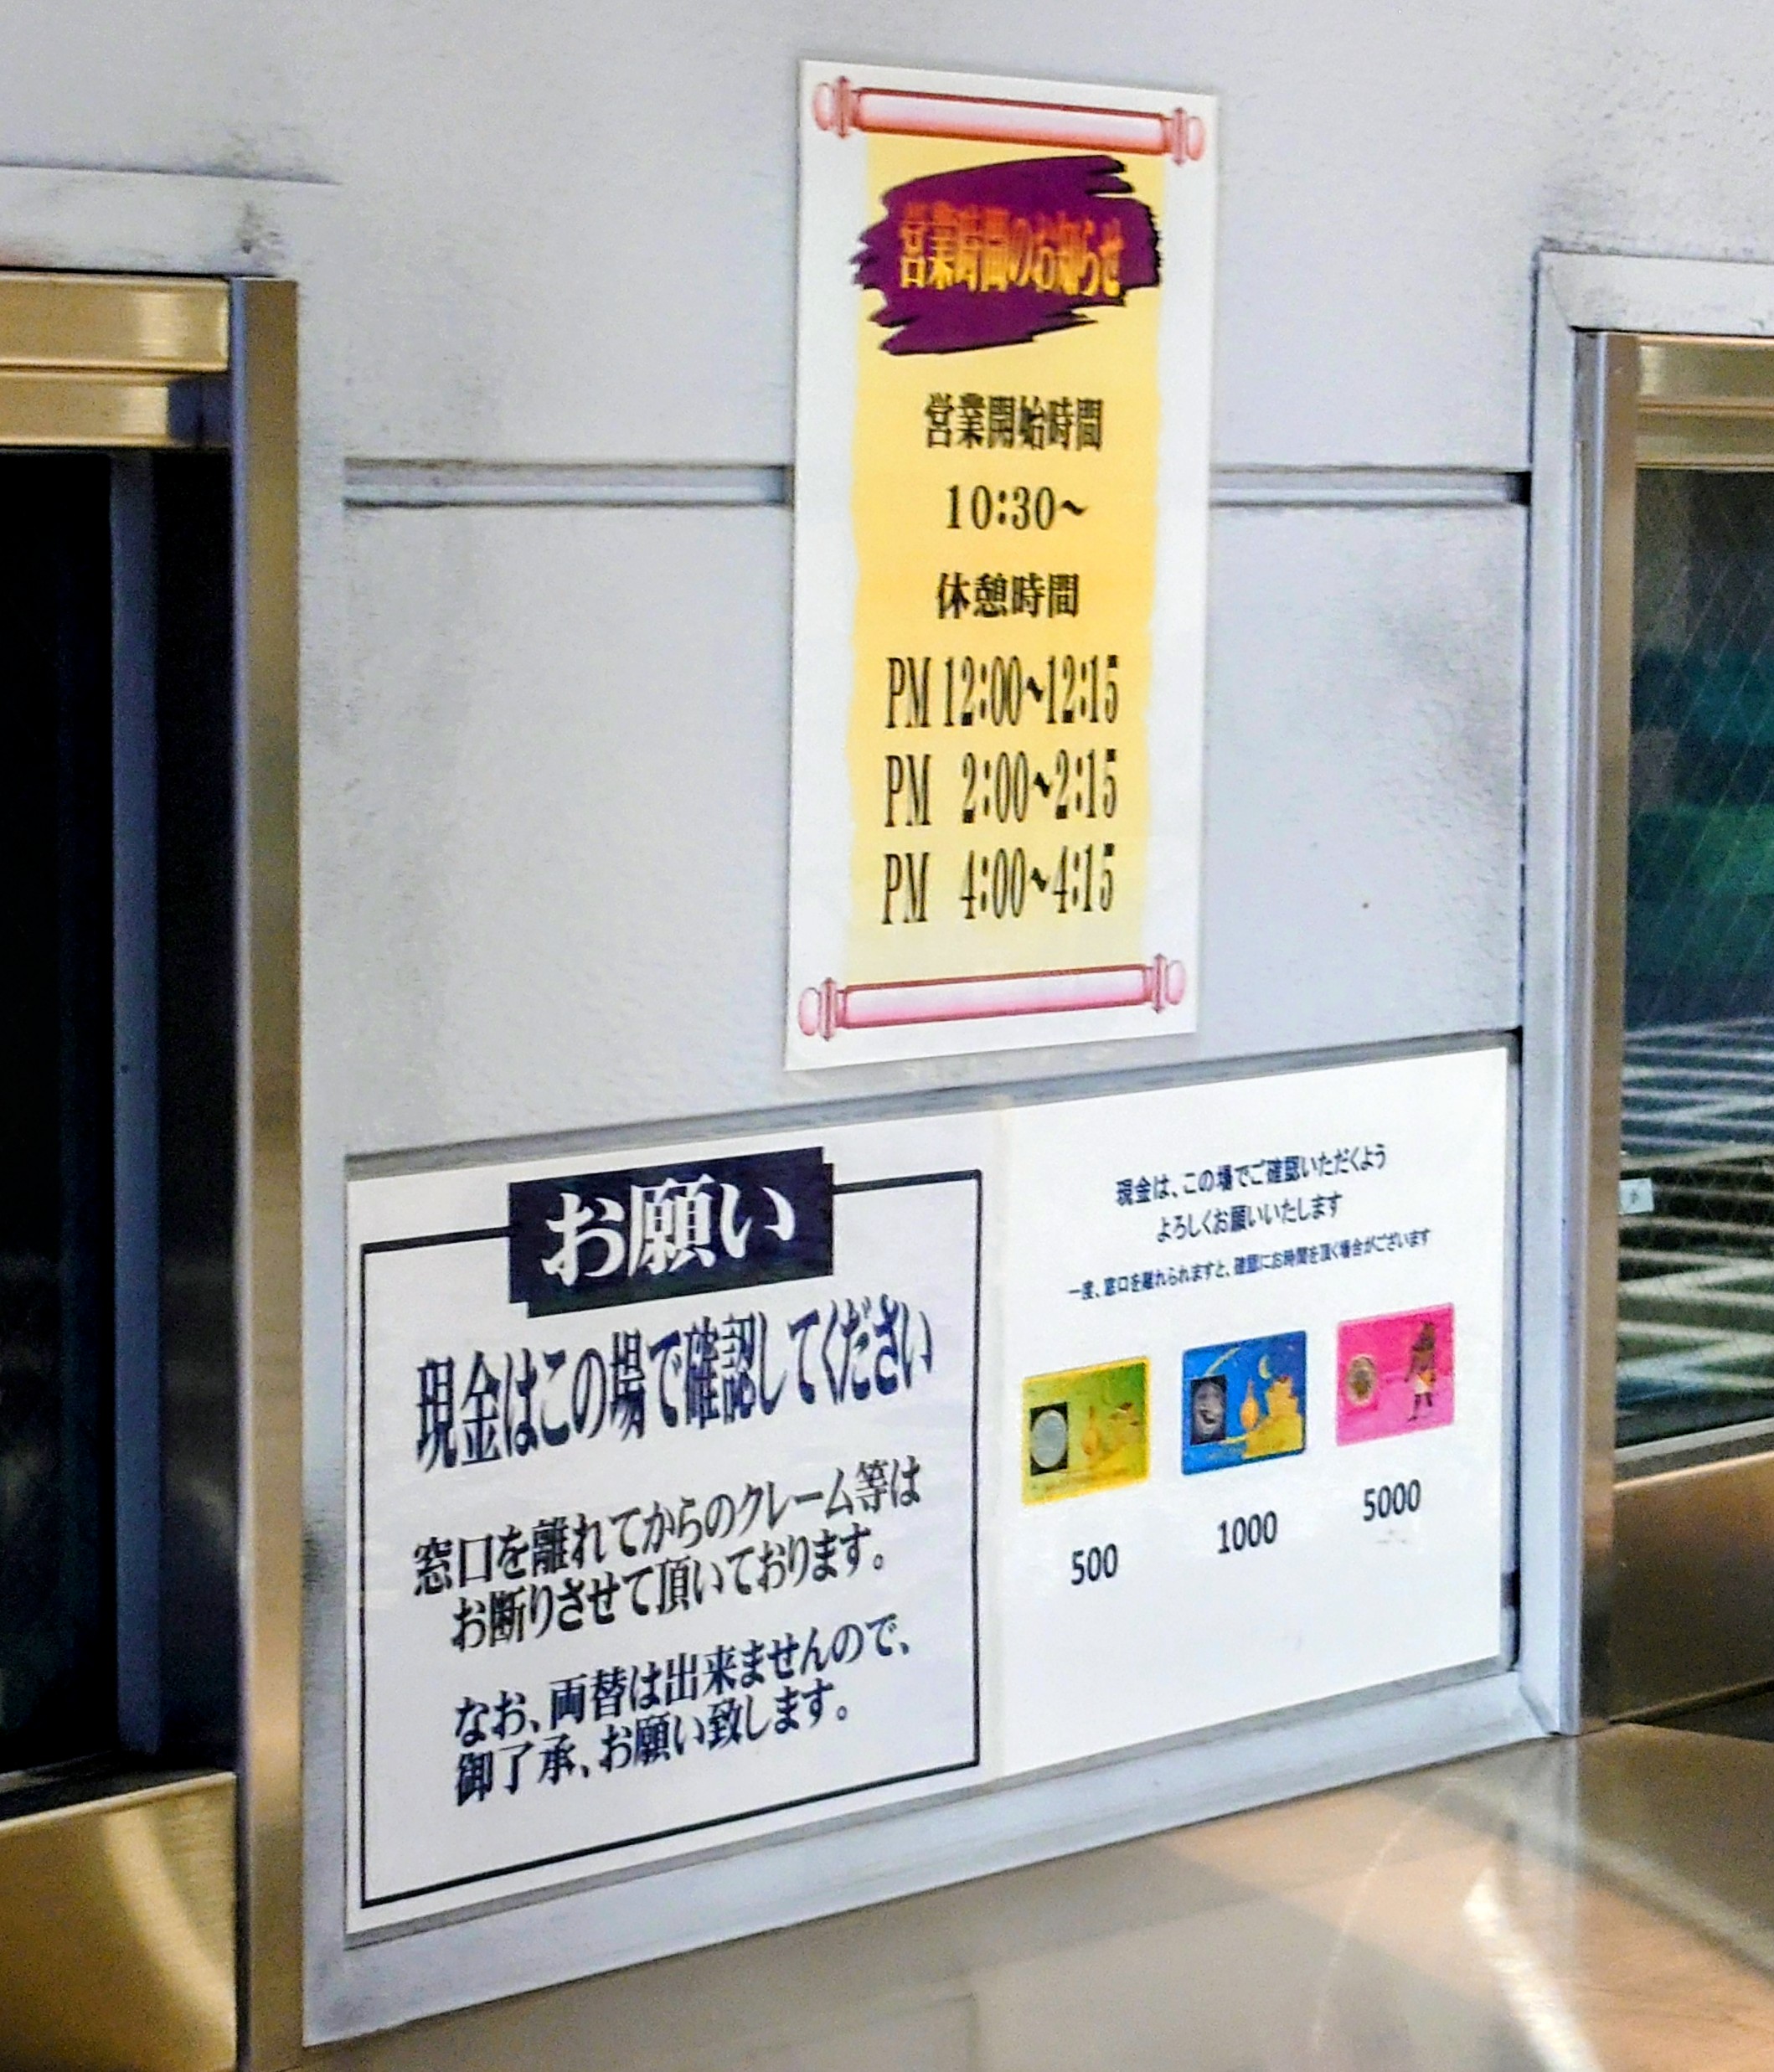 営業時間のお知らせ
営業開始時間
10:30～
休憩時間
PM 12:00～12:15
PM 2:00～2:15
PM 4:00～4:15
お願い
現金はこの場で確認してください
窓口を離れてからのクレーム等は
お断りさせて頂いております。
なお、両替は出来ませんので、
御了承、お願い致します。
現金は、この場でご確認いただくよう
よろしくお願いいたします
一度、窓口を離れられますと、確認にお時間を頂く場合がございます
500
1000
5000